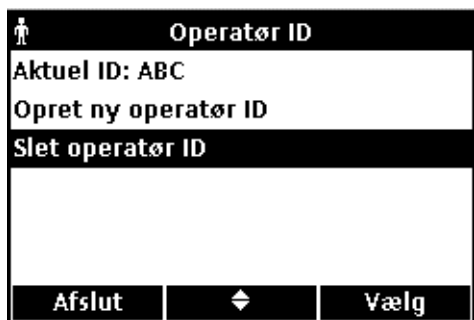 Operatør ID
Aktuel ID: ABC
Opret ny operatør ID
Slet operatør ID
Afslut Vælg